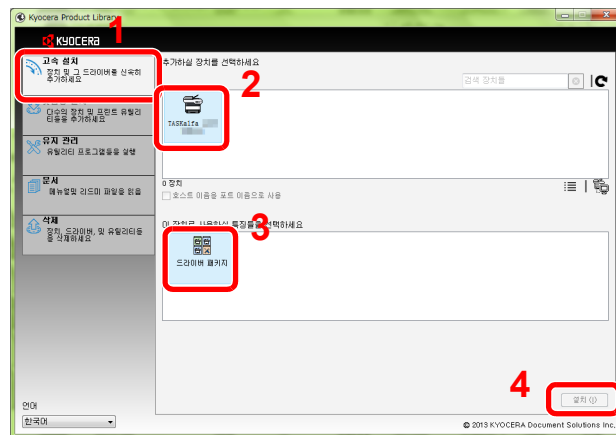 Kyocera Product Library
1
KYOCERA
고속 설치
장치 및 그 드라이버를 신속히
추가하세요
추가하실 장치를 선택하세요
검색 장치들
2
다수의 장치 및 프린트 유틸리
티들을 추가하세요
TASKalfa
유지 관리
유틸리티 프로그램들을 실행
문서
메뉴얼및 리드미 파일을 읽음
0 장치
호스트 이름을 포트 이름으로 사용
삭제
장치, 드라이버, 및 유틸리티들
을 삭제하세요
이 장치로 사용하실 특징들을 선택하세요
3
드라이버 패키지
4
설치 (I)
언어
한국어
© 2013 KYOCERA Document Solutions Inc.